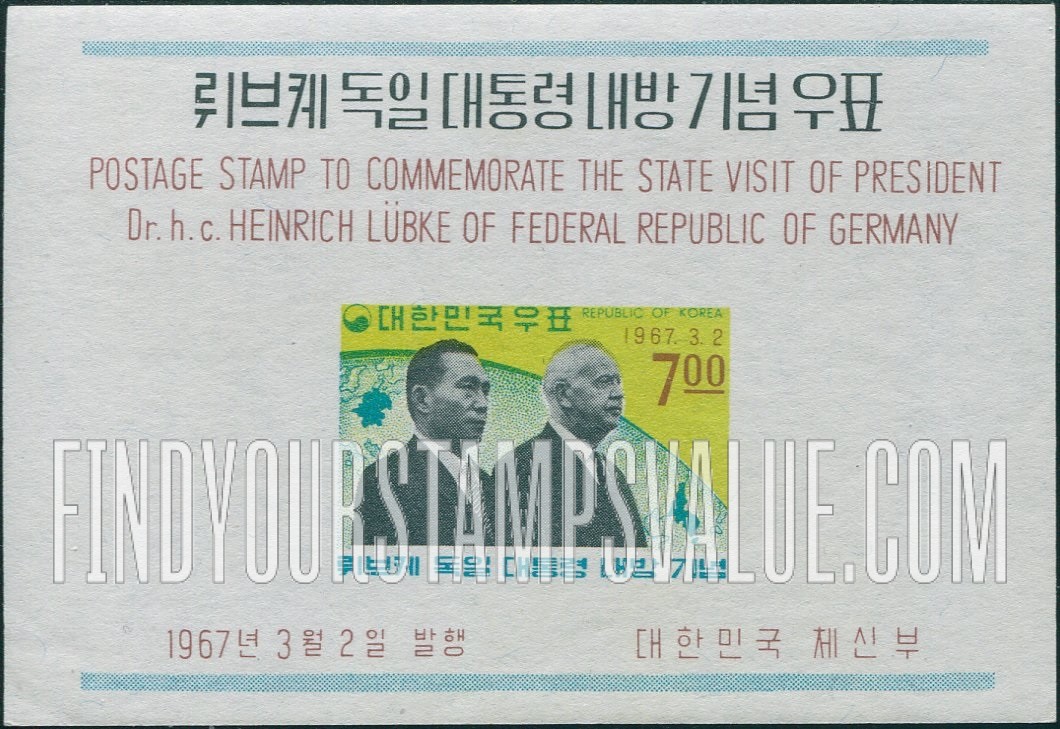 뤼브케 독일 대통령 내방 기념 우표
POSTAGE STAMP TO COMMEMORATE THE STATE VISIT OF PRESIDENT
Dr. h. c. HEINRICH LÜBKE OF FEDERAL REPUBLIC OF GERMANY
대한민국우표 REPUBLIC OF KOREA
1967. 3. 2
700
FINDYOURSTAMPSVALUE.COM
뤼브케 독일 대통령 내방 기념
1967년 3월 2일 발행
대한민국 체신부